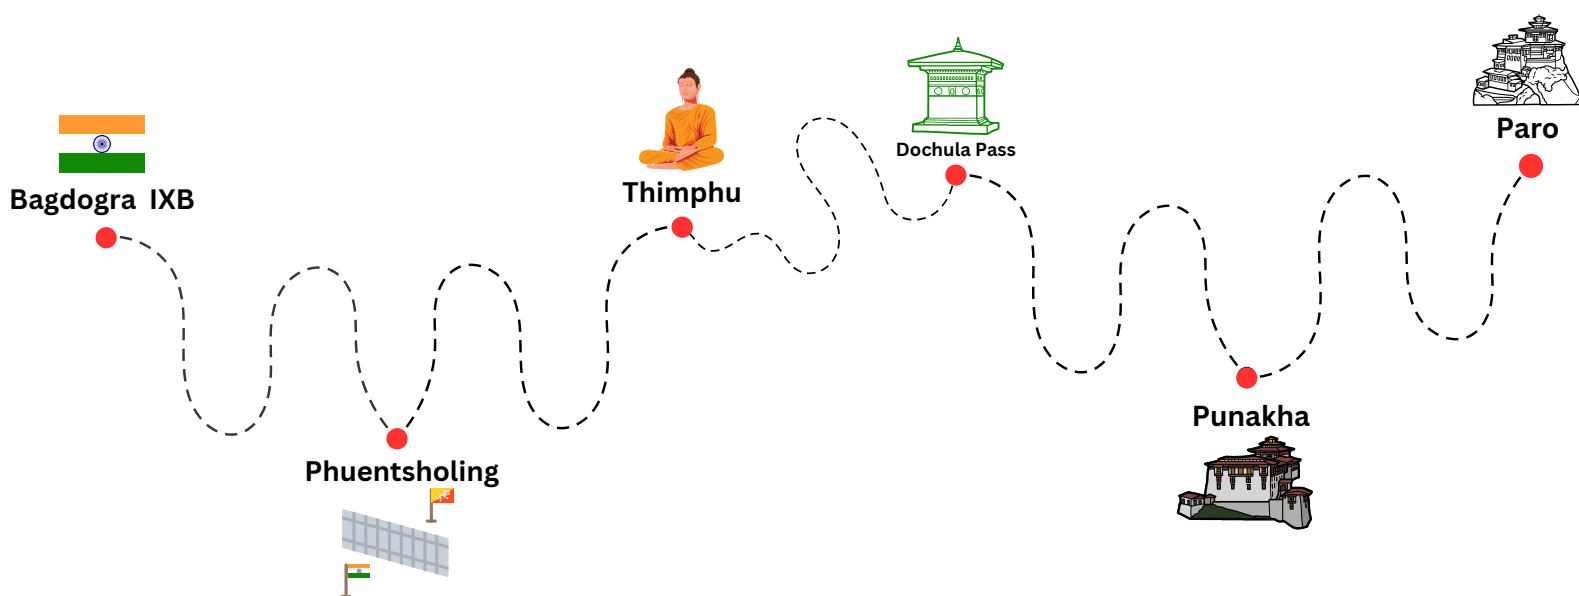 Bagdogra IXB
Phuentsholing
Thimphu
Dochula Pass
Punakha
Paro